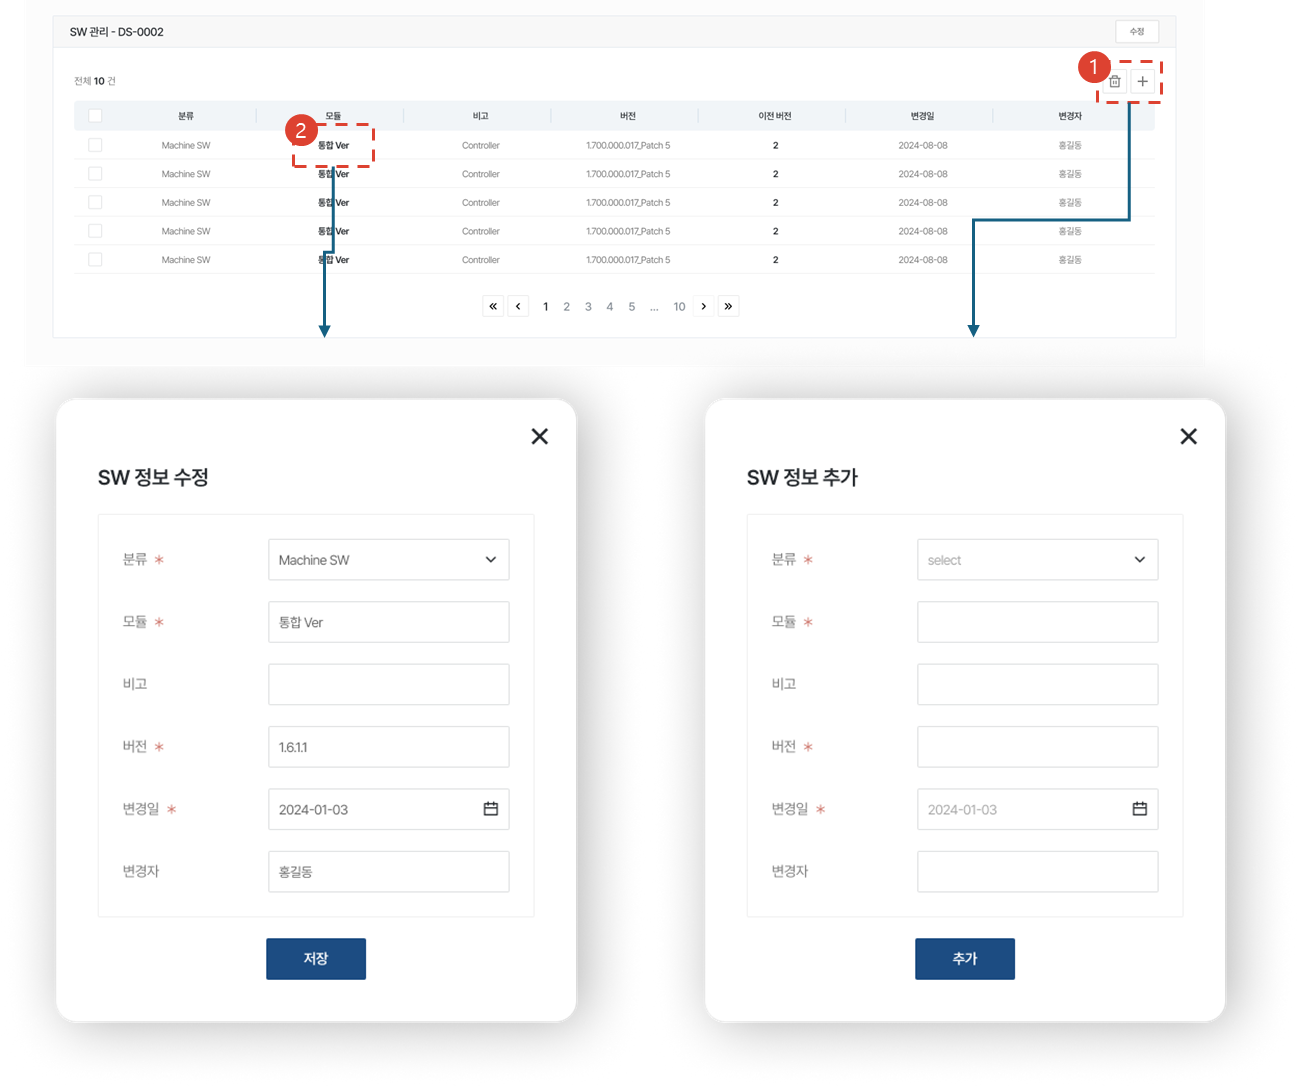 SW 관리 - DS-0002
수정
전체 10 건
1
분류 모듈 비고 버전 이전 버전 변경일 변경자
2
Machine SW 통합 Ver Controller 1.700.000.017_Patch 5 2 2024-08-08 홍길동
Machine SW 통합 Ver Controller 1.700.000.017_Patch 5 2 2024-08-08 홍길동
Machine SW 통합 Ver Controller 1.700.000.017_Patch 5 2 2024-08-08 홍길동
Machine SW 통합 Ver Controller 1.700.000.017_Patch 5 2 2024-08-08 홍길동
Machine SW 통합 Ver Controller 1.700.000.017_Patch 5 2 2024-08-08 홍길동
« ‹ 1 2 3 4 5 ... 10 › »
SW 정보 수정
분류 *
Machine SW
모듈 *
통합 Ver
비고
버전 *
1.6.1.1
변경일 *
2024-01-03
변경자
홍길동
저장
SW 정보 추가
분류 *
select
모듈 *
비고
버전 *
변경일 *
2024-01-03
변경자
추가